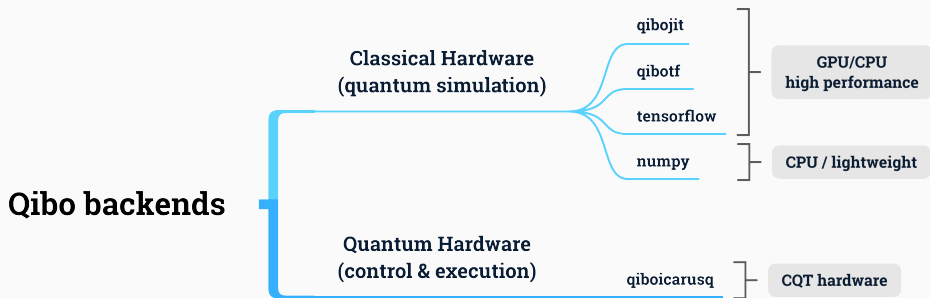 Qibo backends
Classical Hardware
(quantum simulation)
qibojit
qibotf
tensorflow
numpy
GPU/CPU
high performance
CPU / lightweight
Quantum Hardware
(control & execution)
qiboicarusq
CQT hardware